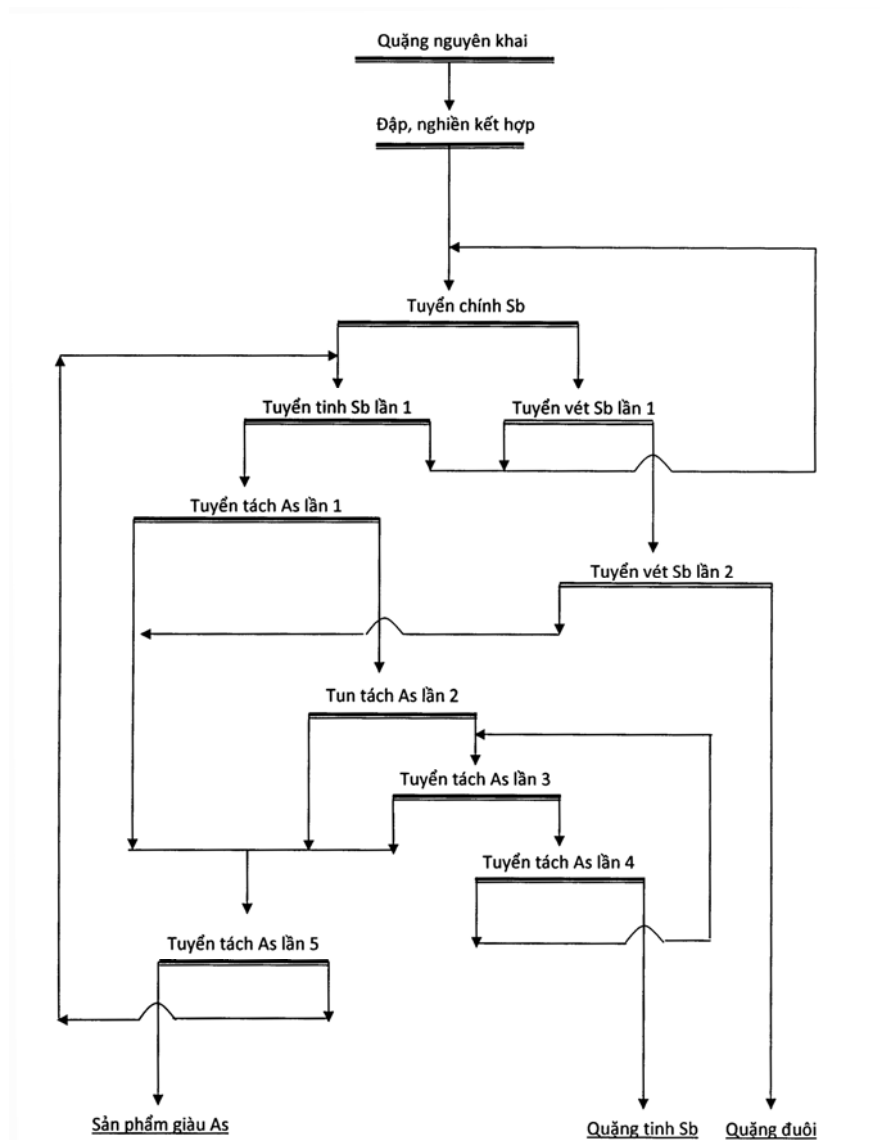 Quặng nguyên khai
Đập, nghiền kết hợp
Tuyển chính Sb
Tuyển tinh Sb lần 1
Tuyển vét Sb lần 1
Tuyển tách As lần 1
Tuyển vét Sb lần 2
Tun tách As lần 2
Tuyển tách As lần 3
Tuyển tách As lần 4
Tuyển tách As lần 5
Sản phẩm giàu As
Quặng tinh Sb
Quặng đuôi